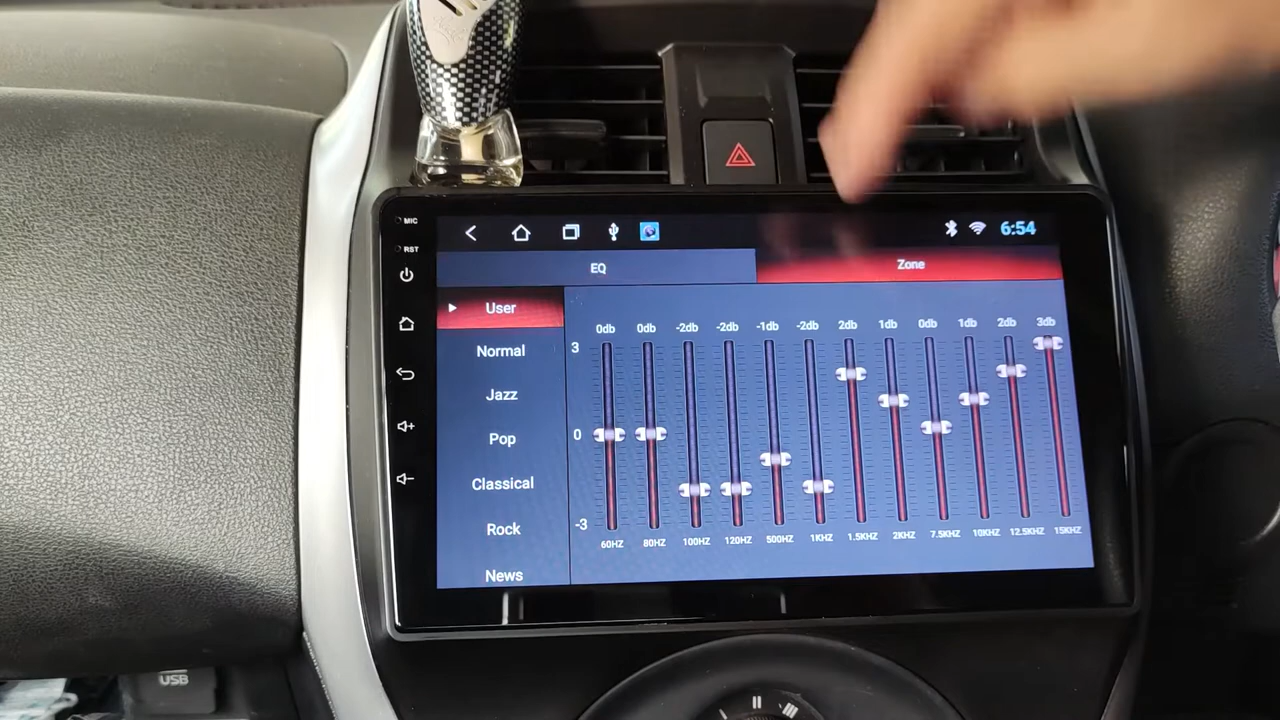 MIC
6:54
RST
EQ Zone
User
0db 0db -2db -2db -1db -2db 2db 1db 0db 1db 2db 3db
3
Normal
Jazz
0
Pop
Classical
-3
Rock
60HZ 80HZ 100HZ 120HZ 500HZ 1KHZ 1.5KHZ 2KHZ 7.5KHZ 10KHZ 12.5KHZ 15KHZ
News
USB